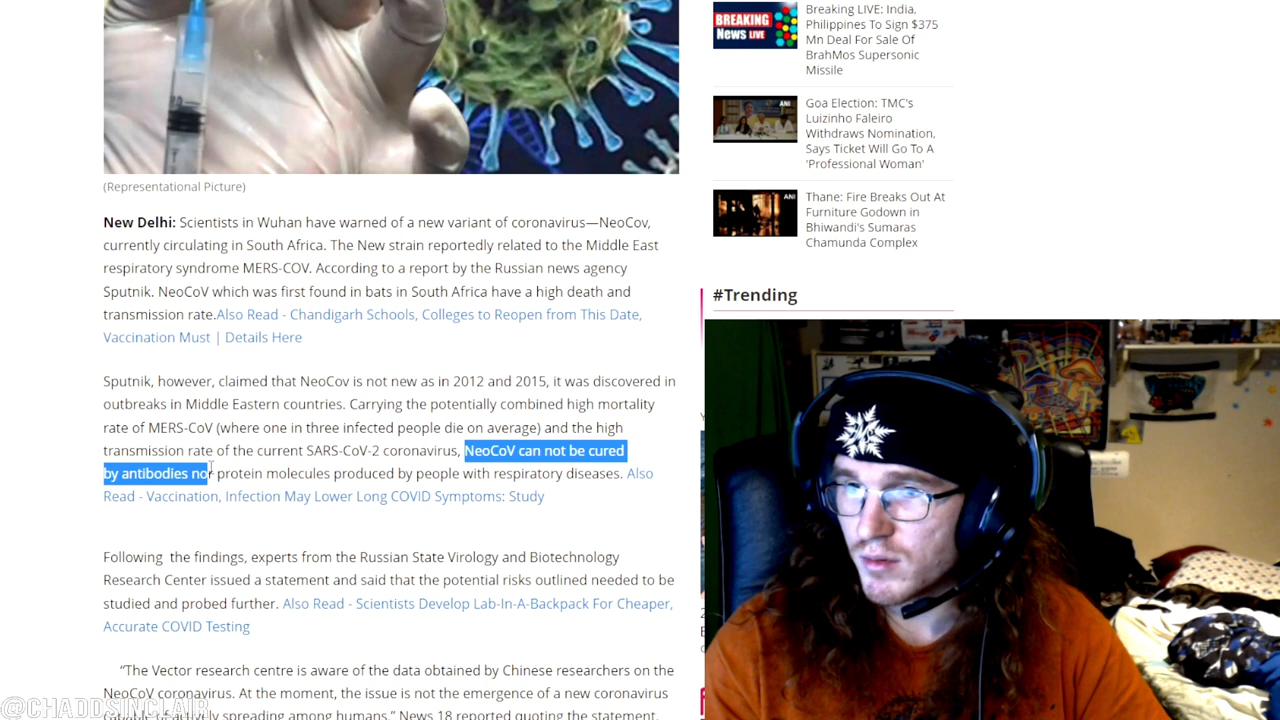 (Representational Picture)
New Delhi: Scientists in Wuhan have warned of a new variant of coronavirus—NeoCov,
currently circulating in South Africa. The New strain reportedly related to the Middle East
respiratory syndrome MERS-COV. According to a report by the Russian news agency
Sputnik. NeoCoV which was first found in bats in South Africa have a high death and
transmission rate.Also Read - Chandigarh Schools, Colleges to Reopen from This Date,
Vaccination Must | Details Here
Sputnik, however, claimed that NeoCov is not new as in 2012 and 2015, it was discovered in
outbreaks in Middle Eastern countries. Carrying the potentially combined high mortality
rate of MERS-CoV (where one in three infected people die on average) and the high
transmission rate of the current SARS-CoV-2 coronavirus, NeoCoV can not be cured
by antibodies nor protein molecules produced by people with respiratory diseases. Also
Read - Vaccination, Infection May Lower Long COVID Symptoms: Study
Following the findings, experts from the Russian State Virology and Biotechnology
Research Center issued a statement and said that the potential risks outlined needed to be
studied and probed further. Also Read - Scientists Develop Lab-In-A-Backpack For Cheaper,
Accurate COVID Testing
“The Vector research centre is aware of the data obtained by Chinese researchers on the
NeoCoV coronavirus. At the moment, the issue is not the emergence of a new coronavirus
spreading among humans,” News 18 reported quoting the statement.
@CHADDSINCLAIR
BREAKING
News LIVE
Breaking LIVE: India,
Philippines To Sign $375
Mn Deal For Sale Of
BrahMos Supersonic
Missile
ANI
Goa Election: TMC's
Luizinho Faleiro
Withdraws Nomination,
Says Ticket Will Go To A
'Professional Woman'
ANI
Thane: Fire Breaks Out At
Furniture Godown in
Bhiwandi's Sumaras
Chamunda Complex
#Trending